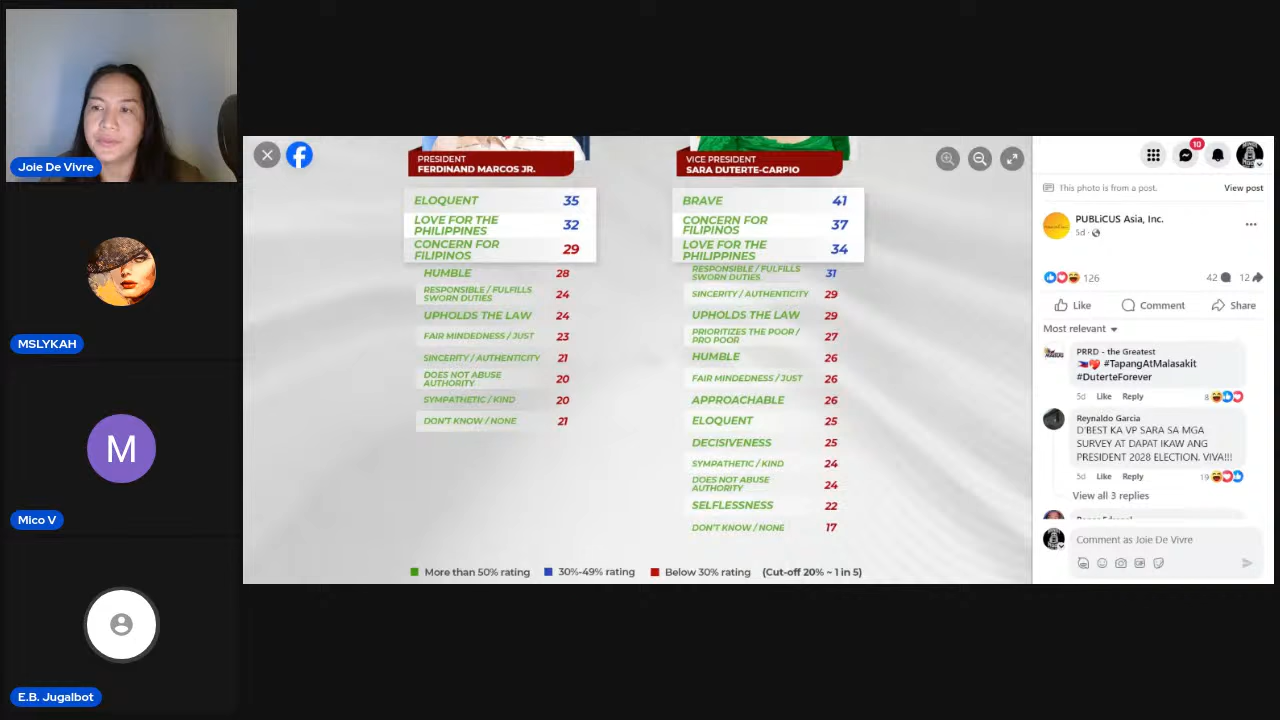 Joie De Vivre
MSLYKAH
M
Mico V
E.B. Jugalbot
PRESIDENT
FERDINAND MARCOS JR.
ELOQUENT 35
LOVE FOR THE
PHILIPPINES 32
CONCERN FOR
FILIPINOS 29
HUMBLE 28
RESPONSIBLE / FULFILLS
SWORN DUTIES 24
UPHOLDS THE LAW 24
FAIR MINDEDNESS / JUST 23
SINCERITY / AUTHENTICITY 21
DOES NOT ABUSE
AUTHORITY 20
SYMPATHETIC / KIND 20
DON'T KNOW / NONE 21
VICE PRESIDENT
SARA DUTERTE-CARPIO
BRAVE 41
CONCERN FOR
FILIPINOS 37
LOVE FOR THE
PHILIPPINES 34
RESPONSIBLE / FULFILLS
SWORN DUTIES 31
SINCERITY / AUTHENTICITY 29
UPHOLDS THE LAW 29
PRIORITIZES THE POOR /
PRO POOR 27
HUMBLE 26
FAIR MINDEDNESS / JUST 26
APPROACHABLE 26
ELOQUENT 25
DECISIVENESS 25
SYMPATHETIC / KIND 24
DOES NOT ABUSE
AUTHORITY 24
SELFLESSNESS 22
DON'T KNOW / NONE 17
More than 50% rating 30%-49% rating Below 30% rating (Cut-off 20% ~ 1 in 5)
10
This photo is from a post. View post
PUBLiCUS Asia, Inc.
5d ·
126 42 12
Like Comment Share
Most relevant
PRRD - the Greatest
#TapangAtMalasakit
#DuterteForever
5d Like Reply 8
Reynaldo Garcia
D'BEST KA VP SARA SA MGA
SURVEY AT DAPAT IKAW ANG
PRESIDENT 2028 ELECTION. VIVA!!!
5d Like Reply 19
View all 3 replies
Comment as Joie De Vivre
GIF